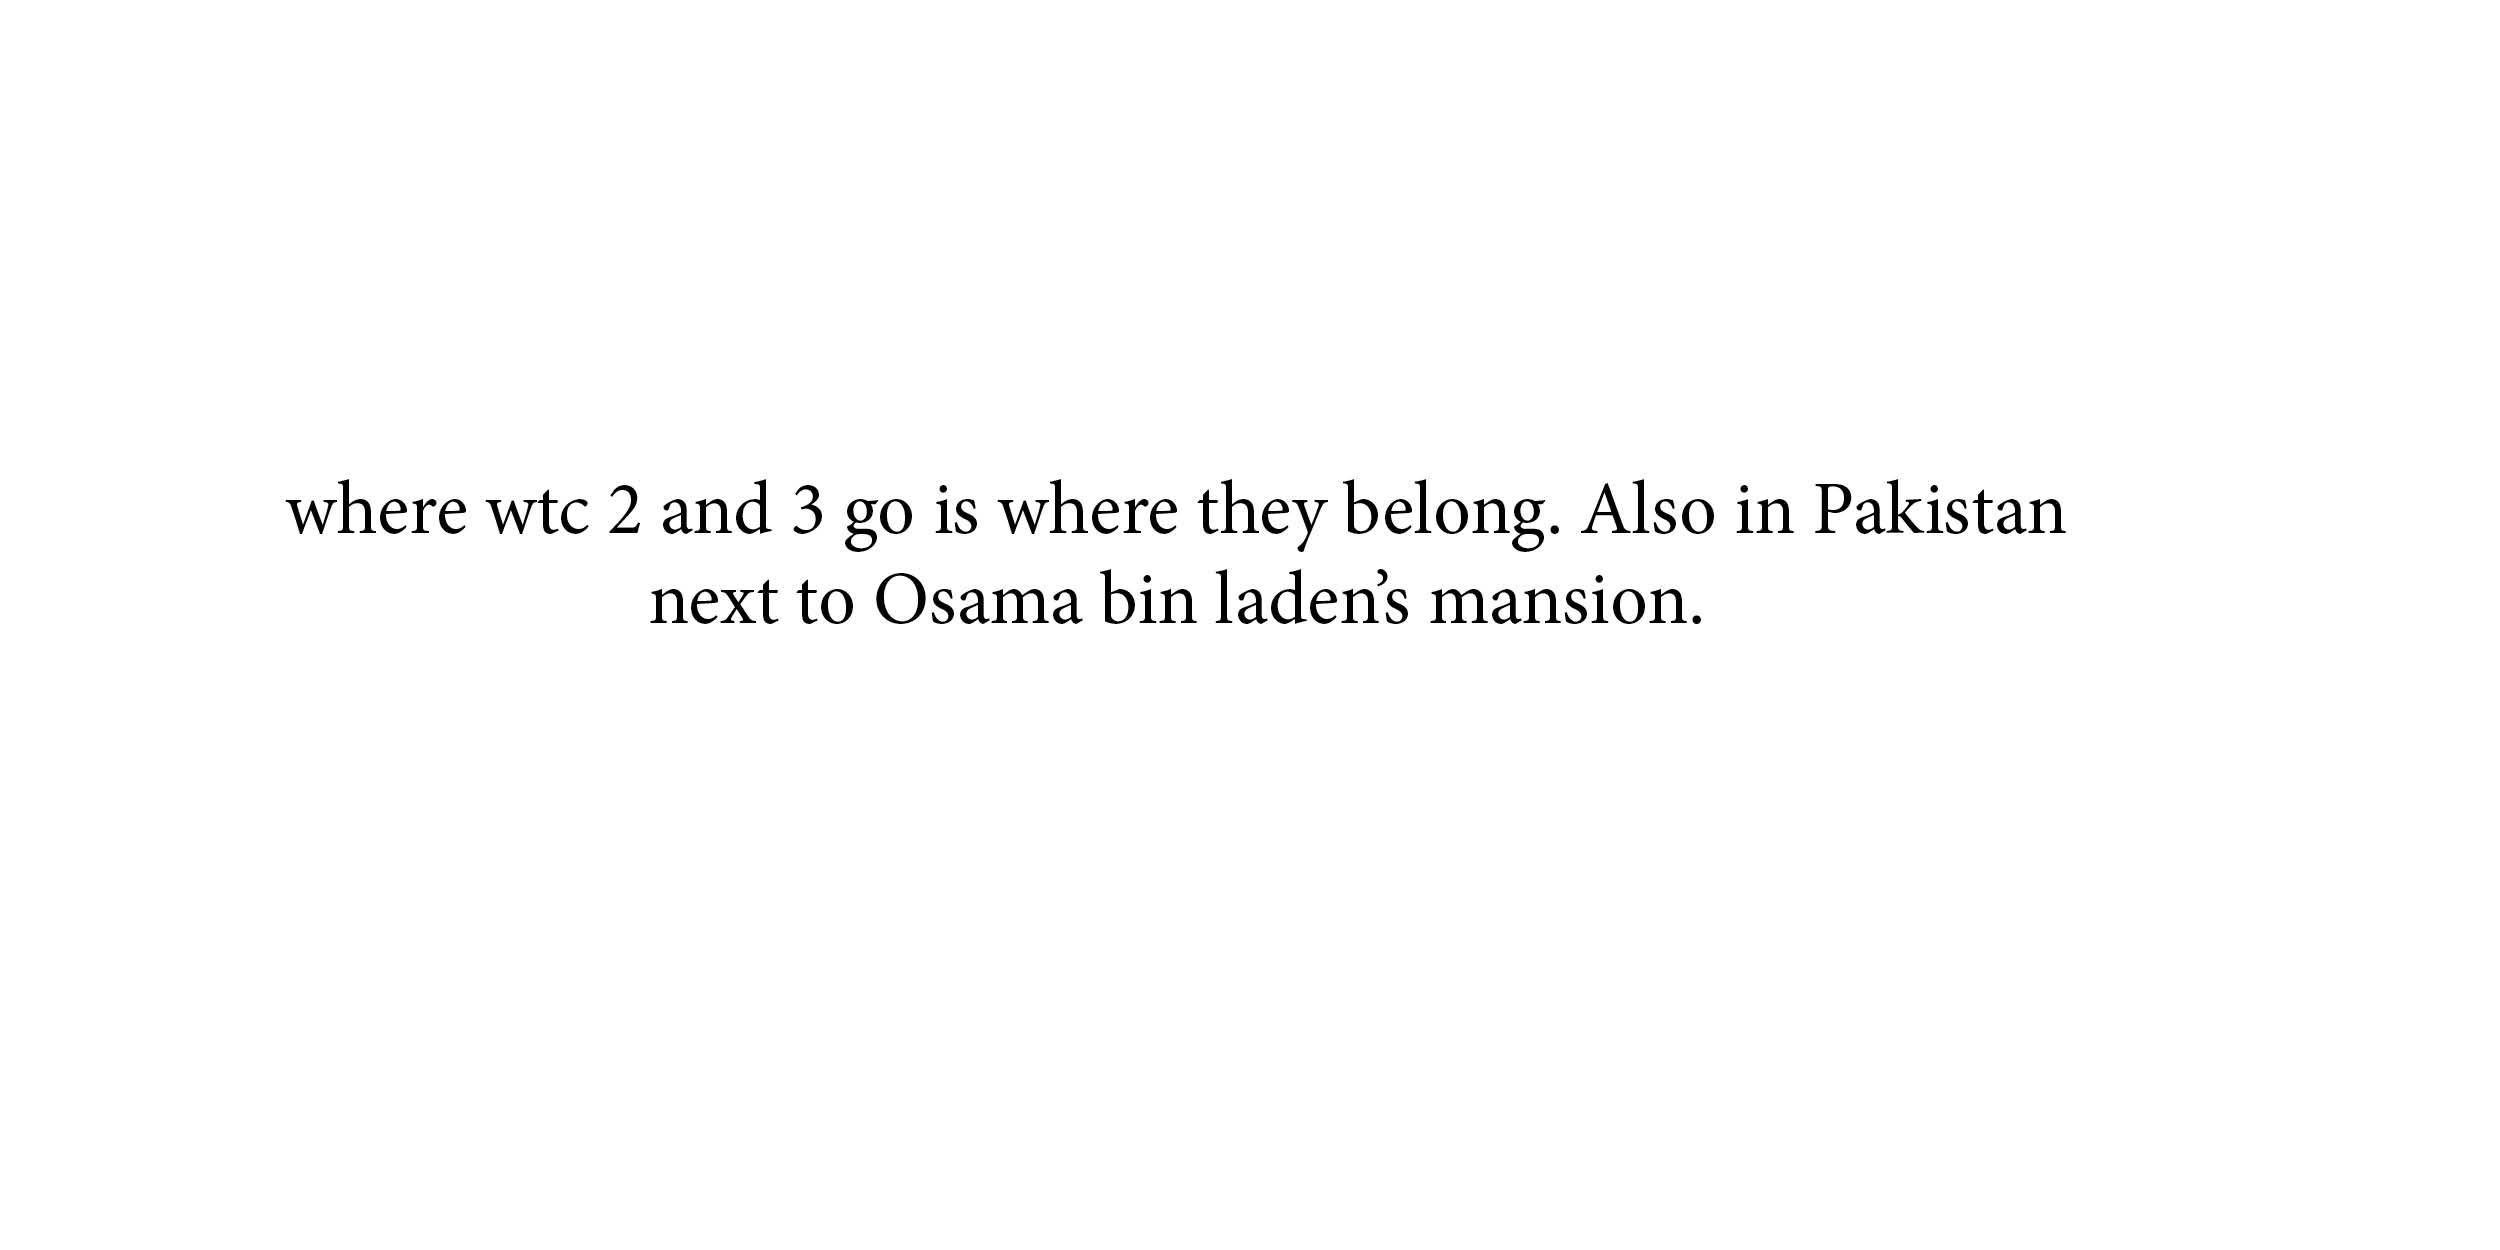 where wtc 2 and 3 go is where they belong. Also in Pakistan
next to Osama bin laden’s mansion.